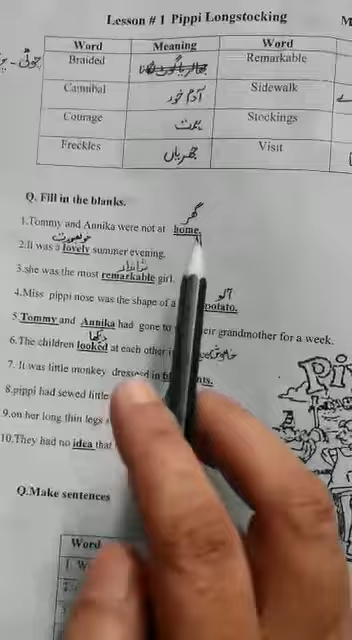 Lesson # 1 Pippi Longstocking
Word Meaning Word
Braided Remarkable
Cannibal آدم خور Sidewalk
Courage ہمت Stockings
Freckles جھریاں Visit
Q. Fill in the blanks.
گھر
1.Tommy and Annika were not at home.
خوبصورت
2.It was a lovely summer evening.
شاندار
3.she was the most remarkable girl.
آلو
4.Miss pippi nose was the shape of a potato.
5.Tommy and Annika had gone to their grandmother for a week.
دیکھا
6.The children looked at each other i
خاموش
7. It was little monkey dressed in
8.pippi had sewed little
9.on her long thin legs
10.They had no idea that
Q.Make sentences
Word